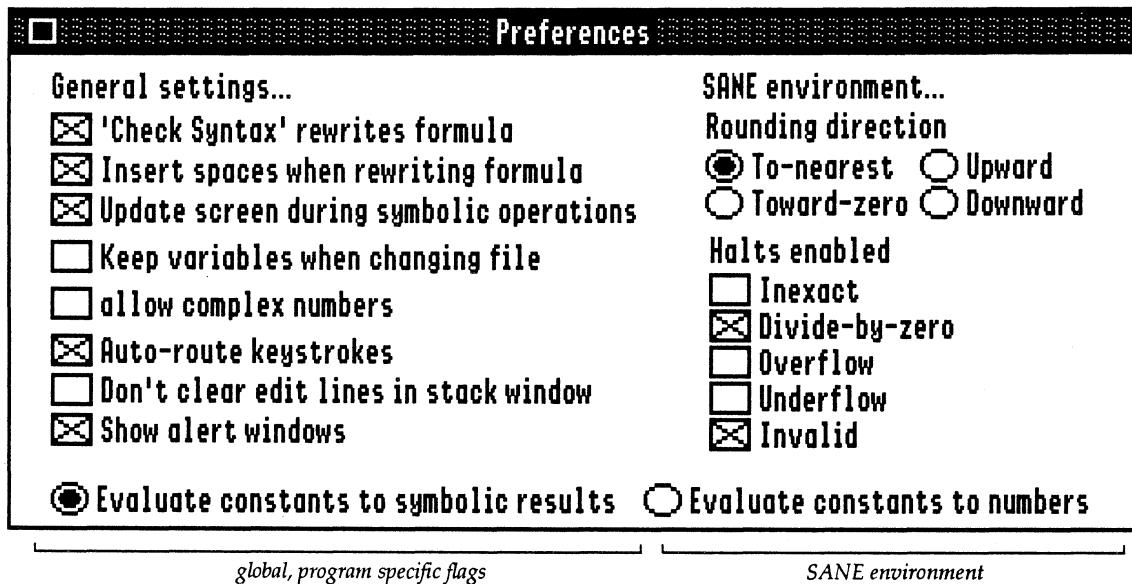 Preferences
General settings...
'Check Syntax' rewrites formula
Insert spaces when rewriting formula
Update screen during symbolic operations
Keep variables when changing file
allow complex numbers
Auto-route keystrokes
Don't clear edit lines in stack window
Show alert windows
SANE environment...
Rounding direction
To-nearest Upward
Toward-zero Downward
Halts enabled
Inexact
Divide-by-zero
Overflow
Underflow
Invalid
Evaluate constants to symbolic results Evaluate constants to numbers
global, program specific flags SANE environment